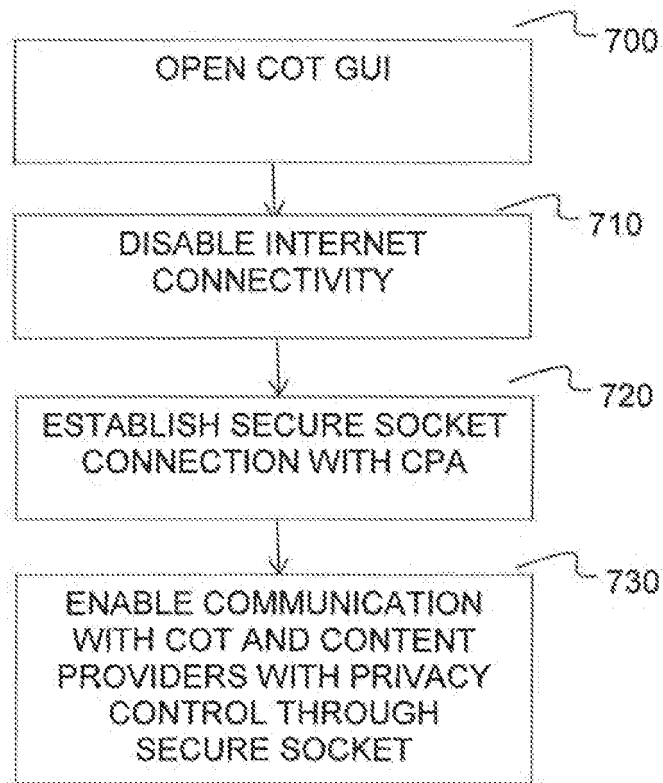 700
OPEN COT GUI
710
DISABLE INTERNET
CONNECTIVITY
720
ESTABLISH SECURE SOCKET
CONNECTION WITH CPA
730
ENABLE COMMUNICATION
WITH COT AND CONTENT
PROVIDERS WITH PRIVACY
CONTROL THROUGH
SECURE SOCKET